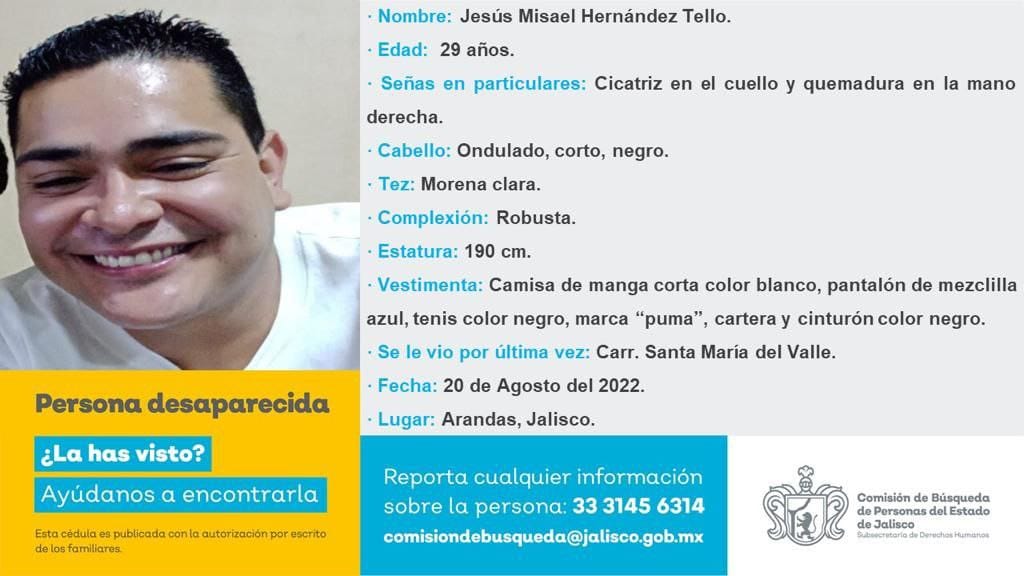 · Nombre: Jesús Misael Hernández Tello.
· Edad: 29 años.
· Señas en particulares: Cicatriz en el cuello y quemadura en la mano
derecha.
· Cabello: Ondulado, corto, negro.
· Tez: Morena clara.
· Complexión: Robusta.
· Estatura: 190 cm.
· Vestimenta: Camisa de manga corta color blanco, pantalón de mezclilla
azul, tenis color negro, marca “puma”, cartera y cinturón color negro.
· Se le vio por última vez: Carr. Santa María del Valle.
· Fecha: 20 de Agosto del 2022.
· Lugar: Arandas, Jalisco.
Persona desaparecida
¿La has visto?
Ayúdanos a encontrarla
Esta cédula es publicada con la autorización por escrito
de los familiares.
Reporta cualquier información
sobre la persona: 33 3145 6314
comisiondebusqueda@jalisco.gob.mx
Comisión de Búsqueda
de Personas del Estado
de Jalisco
Subsecretaría de Derechos Humanos